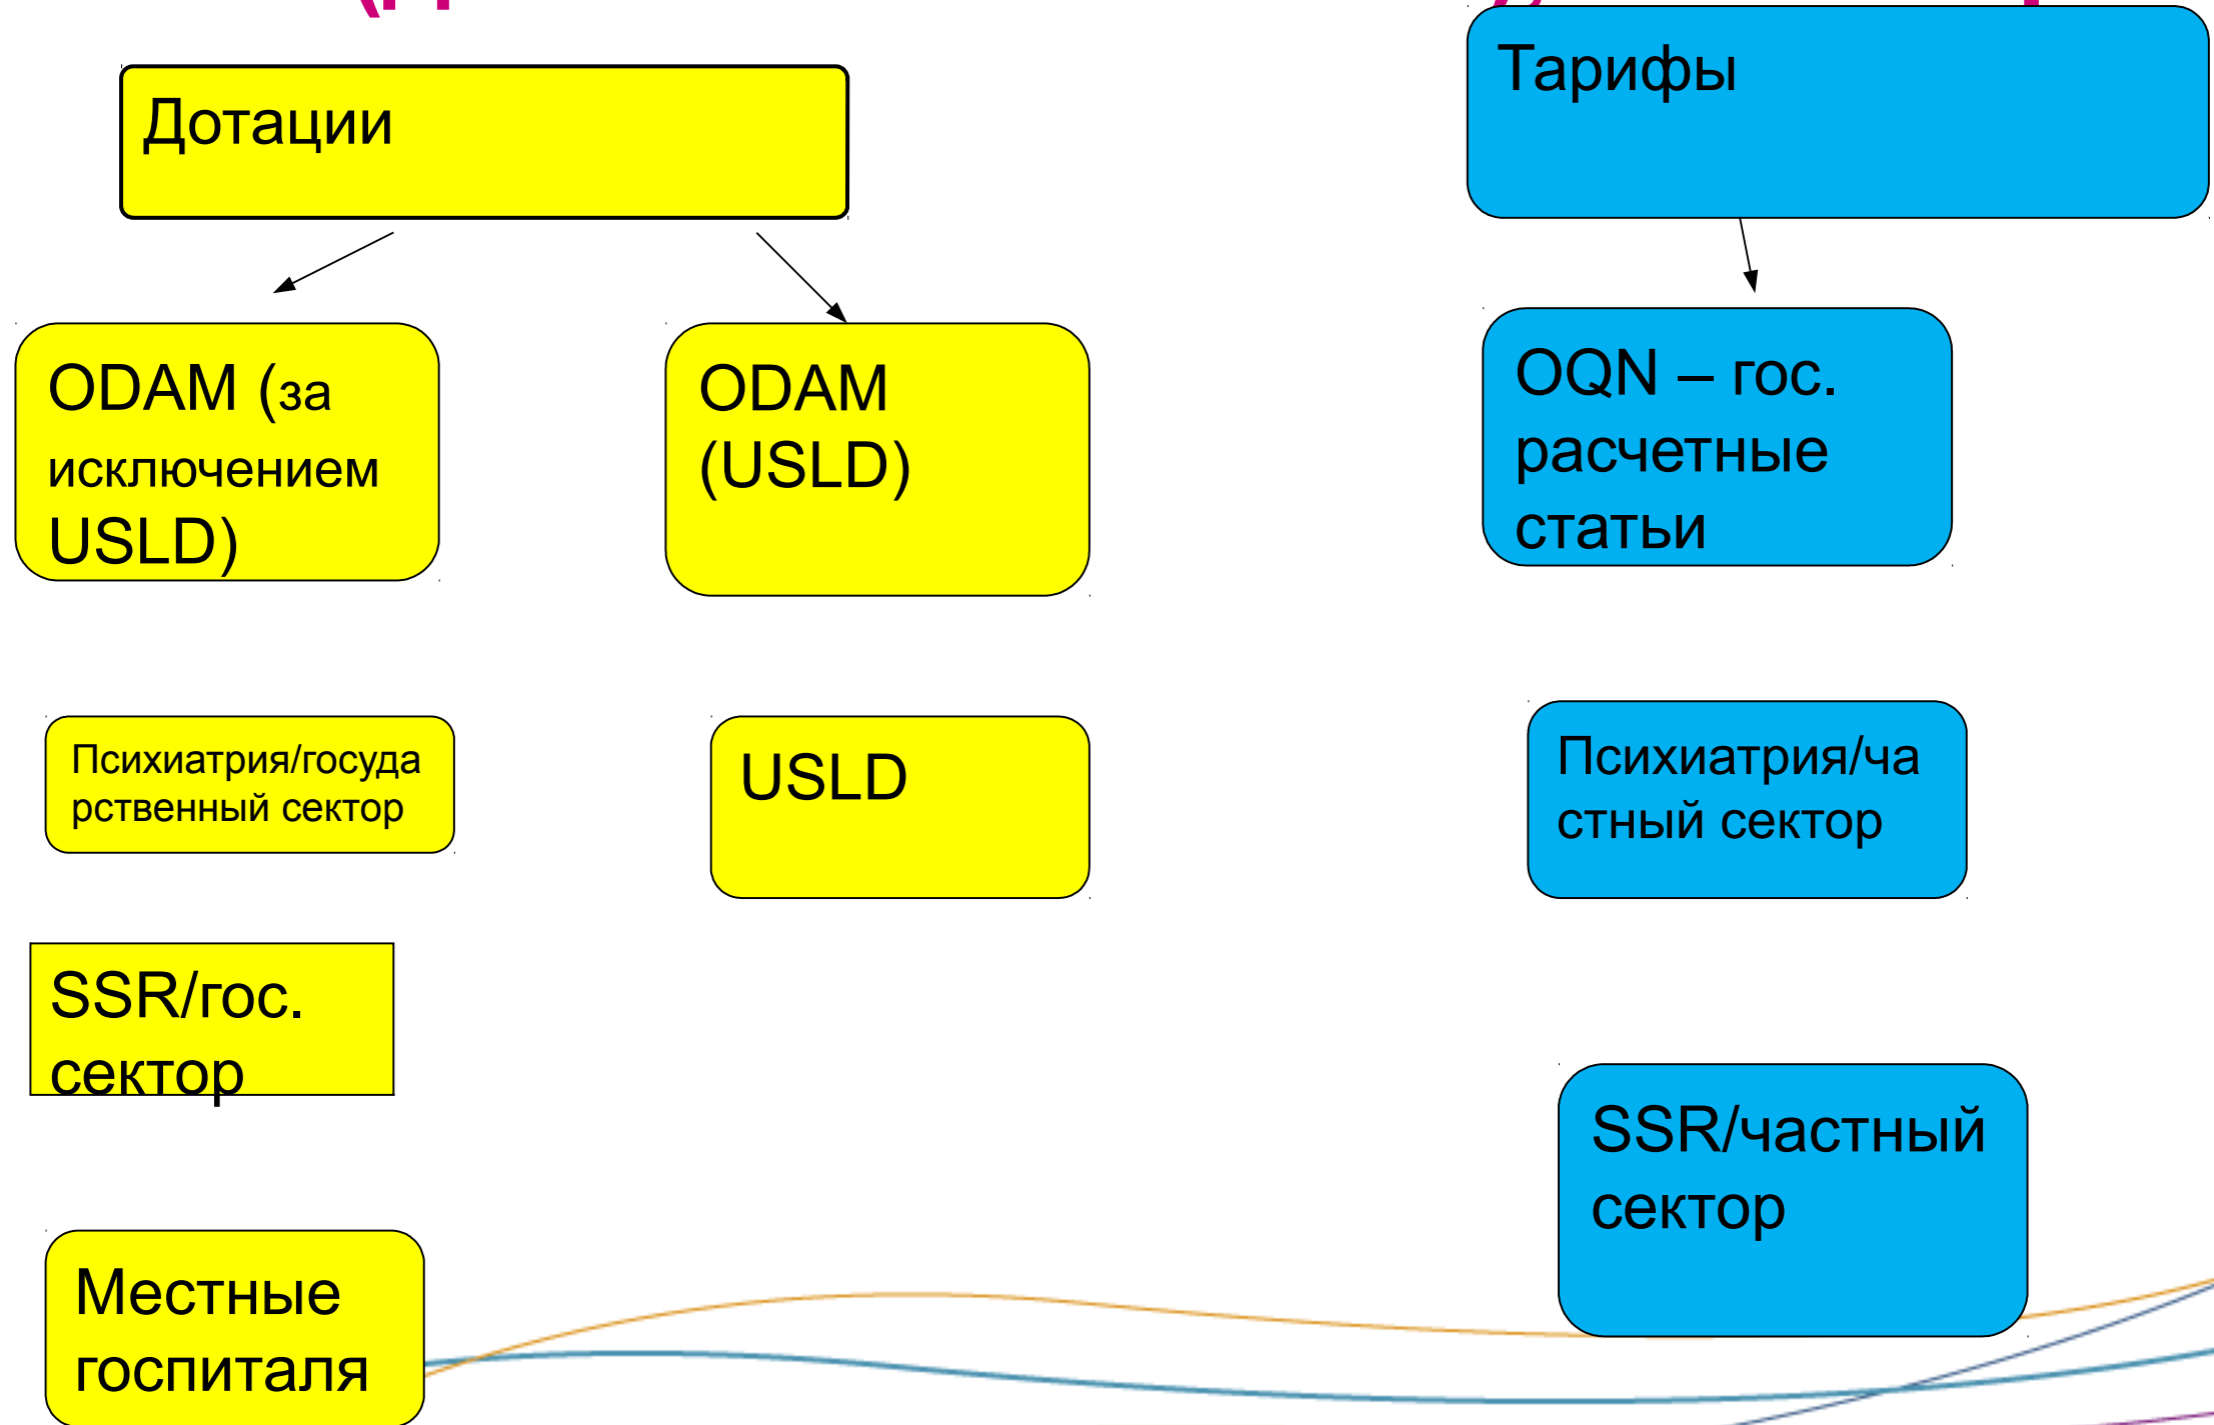 Дотации
Тарифы
ODAM (за
исключением
USLD)
ODAM
(USLD)
OQN – гос.
расчетные
статьи
Психиатрия/госуда
рственный сектор
USLD
Психиатрия/ча
стный сектор
SSR/гос.
сектор
SSR/частный
сектор
Местные
госпиталя